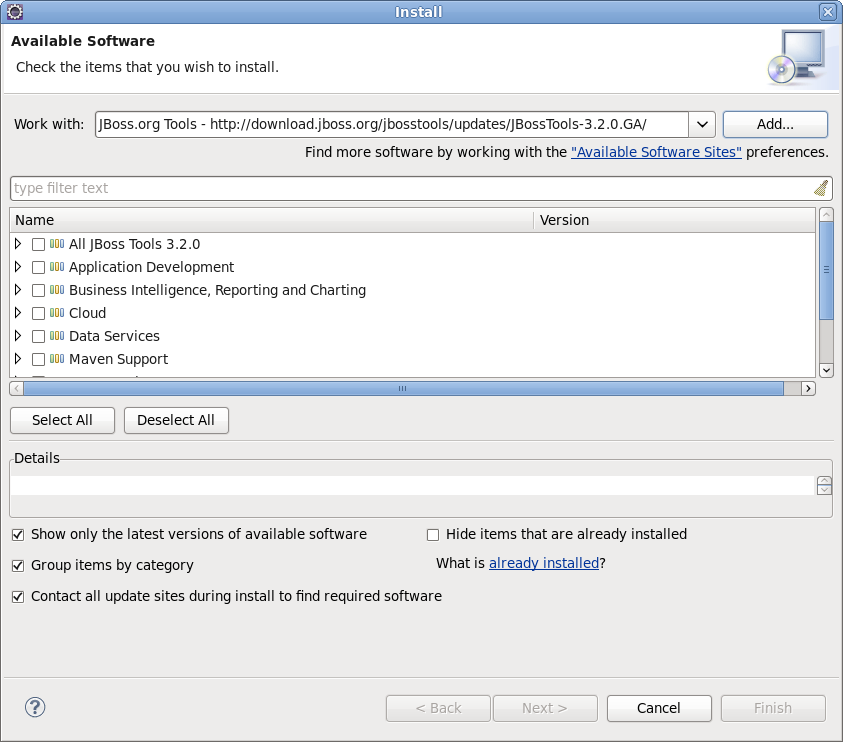 Install
Available Software
Check the items that you wish to install.
Work with: JBoss.org Tools - http://download.jboss.org/jbosstools/updates/JBossTools-3.2.0.GA/ Add...
Find more software by working with the "Available Software Sites" preferences.
type filter text
Name Version
All JBoss Tools 3.2.0
Application Development
Business Intelligence, Reporting and Charting
Cloud
Data Services
Maven Support
Select All Deselect All
Details
Show only the latest versions of available software Hide items that are already installed
Group items by category What is already installed?
Contact all update sites during install to find required software
? < Back Next > Cancel Finish